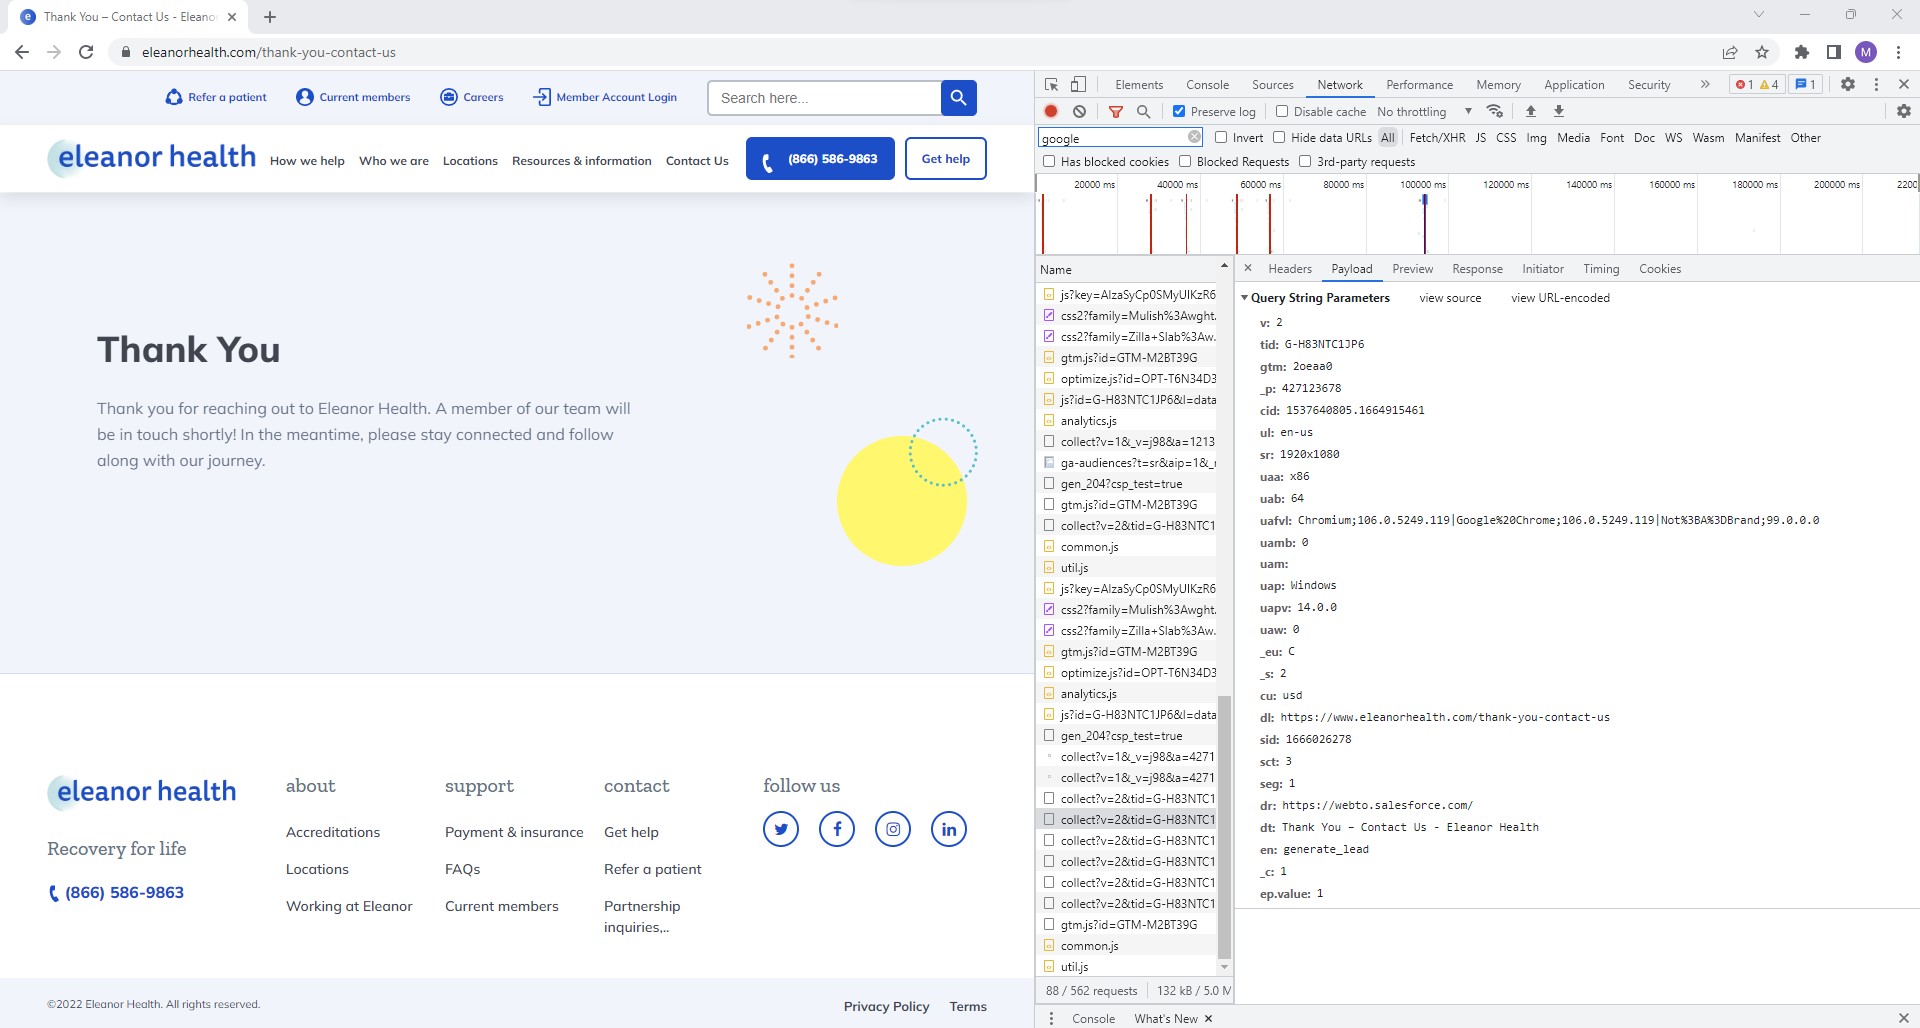 Thank You – Contact Us - Eleanor
eleanorhealth.com/thank-you-contact-us
M
Refer a patient
Current members
Careers
Member Account Login
Search here...
eleanor health
How we help
Who we are
Locations
Resources & information
Contact Us
(866) 586-9863
Get help
Thank You
Thank you for reaching out to Eleanor Health. A member of our team will
be in touch shortly! In the meantime, please stay connected and follow
along with our journey.
eleanor health
Recovery for life
(866) 586-9863
about
Accreditations
Locations
Working at Eleanor
support
Payment & insurance
FAQs
Current members
contact
Get help
Refer a patient
Partnership
inquiries,..
follow us
©2022 Eleanor Health. All rights reserved.
Privacy Policy
Terms
Elements Console Sources Network Performance Memory Application Security » 1 4 1
Preserve log Disable cache No throttling
google Invert Hide data URLs All Fetch/XHR JS CSS Img Media Font Doc WS Wasm Manifest Other
Has blocked cookies Blocked Requests 3rd-party requests
20000 ms 40000 ms 60000 ms 80000 ms 100000 ms 120000 ms 140000 ms 160000 ms 180000 ms 200000 ms 2200
Name
js?key=AIzaSyCp0SMyUIKzR6
css2?family=Mulish%3Awght.
css2?family=Zilla+Slab%3Aw.
gtm.js?id=GTM-M2BT39G
optimize.js?id=OPT-T6N34D3
js?id=G-H83NTC1JP6&l=data
analytics.js
collect?v=1&_v=j98&a=1213
ga-audiences?t=sr&aip=1&_r
gen_204?csp_test=true
gtm.js?id=GTM-M2BT39G
collect?v=2&tid=G-H83NTC1
common.js
util.js
js?key=AIzaSyCp0SMyUIKzR6
css2?family=Mulish%3Awght.
css2?family=Zilla+Slab%3Aw.
gtm.js?id=GTM-M2BT39G
optimize.js?id=OPT-T6N34D3
analytics.js
js?id=G-H83NTC1JP6&l=data
gen_204?csp_test=true
collect?v=1&_v=j98&a=4271
collect?v=1&_v=j98&a=4271
collect?v=2&tid=G-H83NTC1
collect?v=2&tid=G-H83NTC1
collect?v=2&tid=G-H83NTC1
collect?v=2&tid=G-H83NTC1
collect?v=2&tid=G-H83NTC1
collect?v=2&tid=G-H83NTC1
gtm.js?id=GTM-M2BT39G
common.js
util.js
88 / 562 requests 132 kB / 5.0 M
Headers Payload Preview Response Initiator Timing Cookies
Query String Parameters view source view URL-encoded
v: 2
tid: G-H83NTC1JP6
gtm: 2oeaa0
_p: 427123678
cid: 1537640805.1664915461
ul: en-us
sr: 1920x1080
uaa: x86
uab: 64
uafvl: Chromium;106.0.5249.119|Google%20Chrome;106.0.5249.119|Not%3BA%3DBrand;99.0.0.0
uamb: 0
uam:
uap: Windows
uapv: 14.0.0
uaw: 0
_eu: C
_s: 2
cu: usd
dl: https://www.eleanorhealth.com/thank-you-contact-us
sid: 1666026278
sct: 3
seg: 1
dr: https://webto.salesforce.com/
dt: Thank You – Contact Us - Eleanor Health
en: generate_lead
_c: 1
ep.value: 1
Console What's New